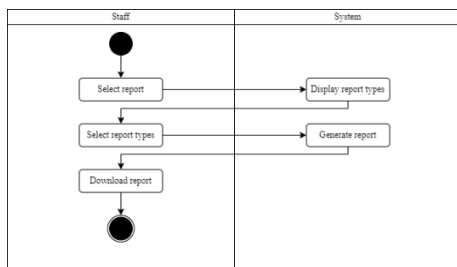 Staff
System
Select report
Display report types
Select report types
Generate report
Download report